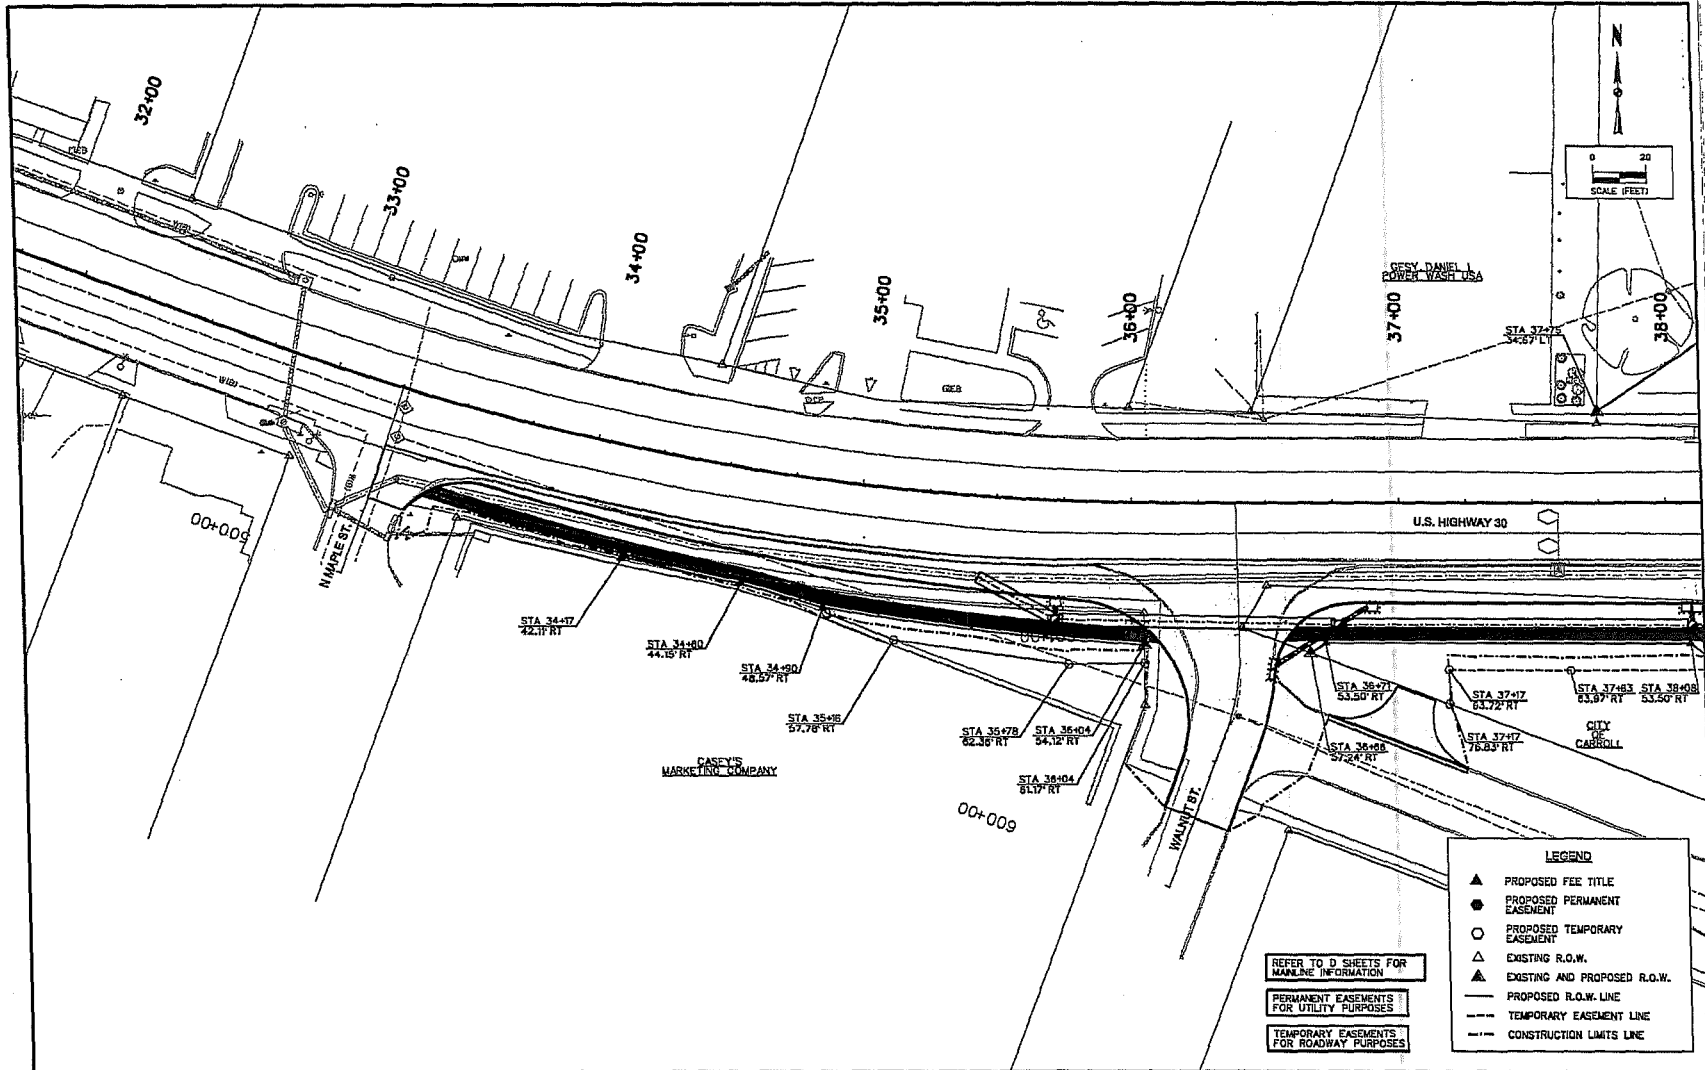 32+00
33+00
34+00
35+00
36+00
37+00
38+00
N
0 20
SCALE (FEET)
GESY, DANIEL J.
POWER WASH USA
STA 37+75
34.67' LT
U.S. HIGHWAY 30
N MAPLE ST.
WALNUT ST.
600+00
600+00
STA 34+17
42.11' RT
STA 34+60
44.15' RT
STA 34+90
48.57' RT
STA 35+16
57.78' RT
STA 35+78
62.36' RT
STA 36+04
54.12' RT
STA 36+04
61.17' RT
STA 36+71
53.50' RT
STA 36+66
57.24' RT
STA 37+17
63.72' RT
STA 37+17
76.83' RT
STA 37+63
63.97' RT
STA 38+08
53.50' RT
CITY
OF
CARROLL
CASEY'S
MARKETING COMPANY
REFER TO D SHEETS FOR
MAINLINE INFORMATION
PERMANENT EASEMENTS
FOR UTILITY PURPOSES
TEMPORARY EASEMENTS
FOR ROADWAY PURPOSES
LEGEND
PROPOSED FEE TITLE
PROPOSED PERMANENT
EASEMENT
PROPOSED TEMPORARY
EASEMENT
EXISTING R.O.W.
EXISTING AND PROPOSED R.O.W.
PROPOSED R.O.W. LINE
TEMPORARY EASEMENT LINE
CONSTRUCTION LIMITS LINE